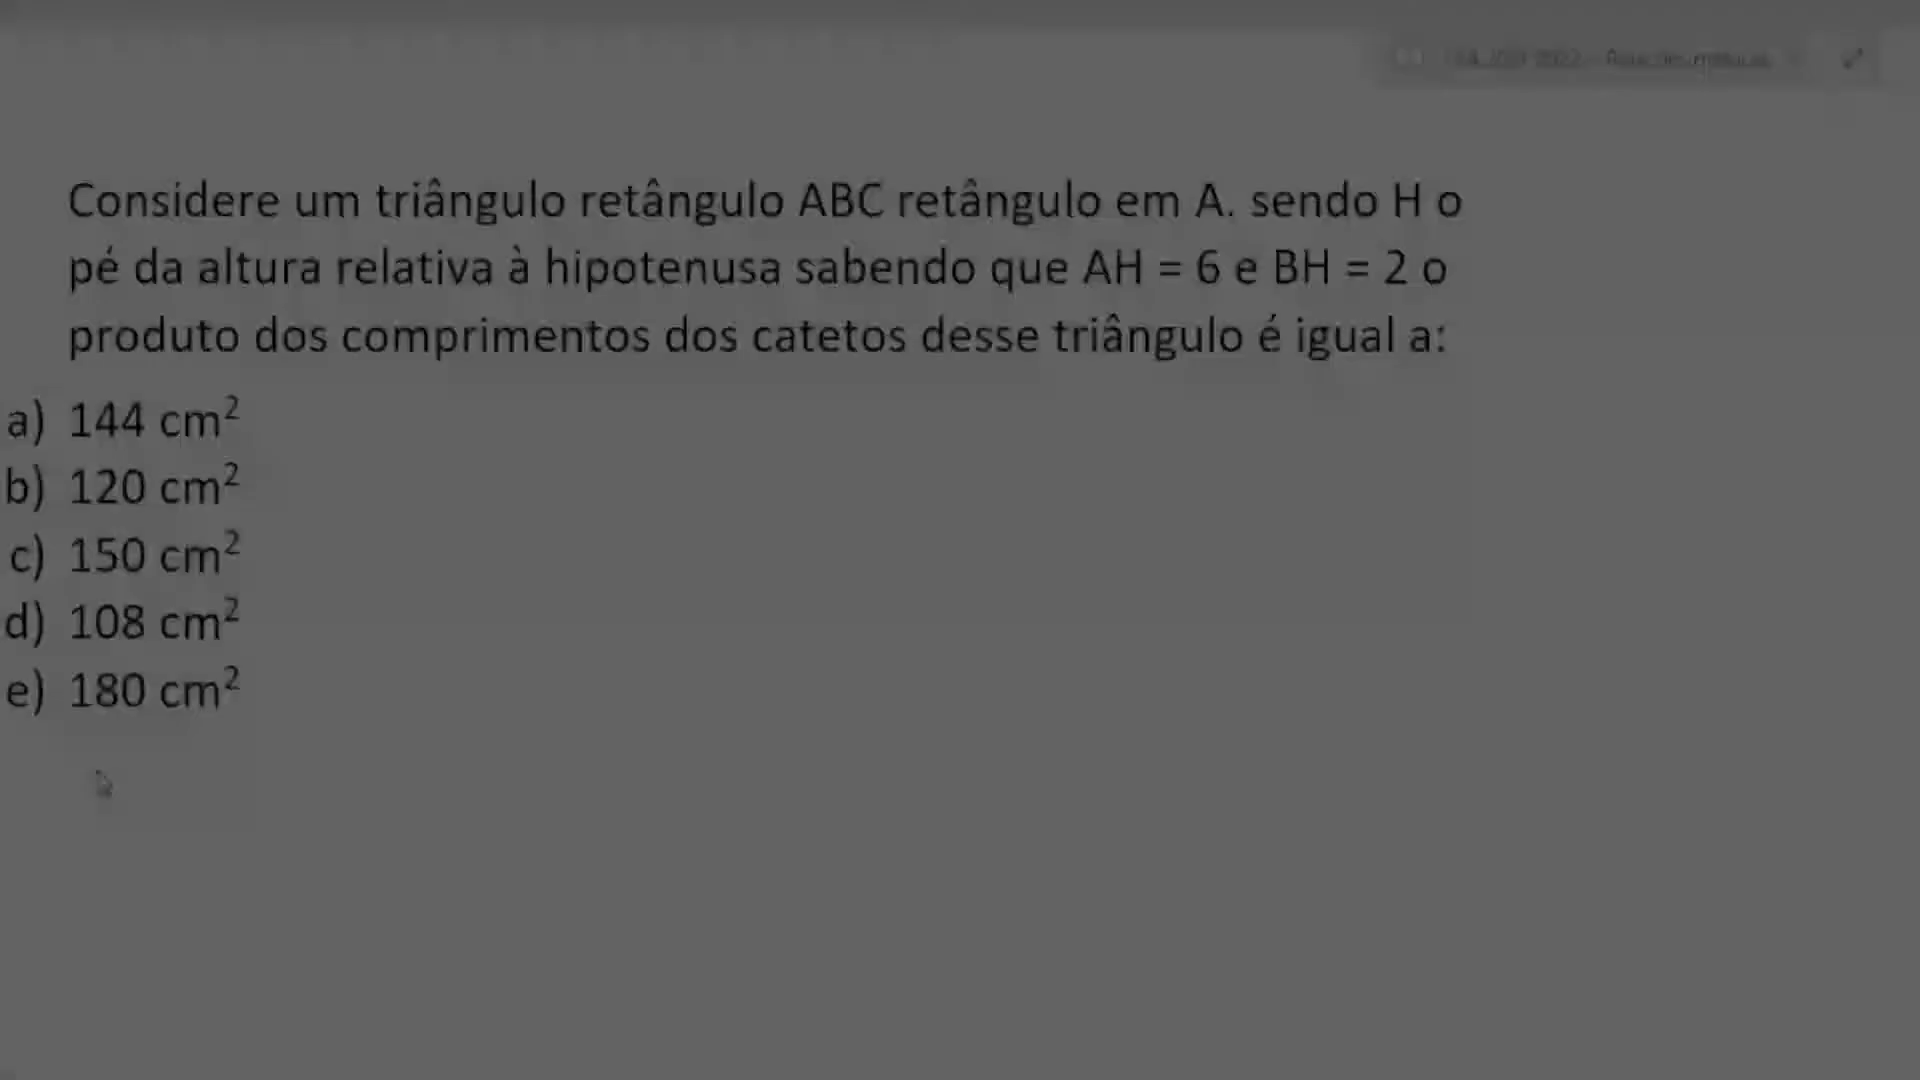 Considere um triângulo retângulo ABC retângulo em A. sendo H o
pé da altura relativa à hipotenusa sabendo que AH = 6 e BH = 2 o
produto dos comprimentos dos catetos desse triângulo é igual a:
a) 144 cm²
b) 120 cm²
c) 150 cm²
d) 108 cm²
e) 180 cm²